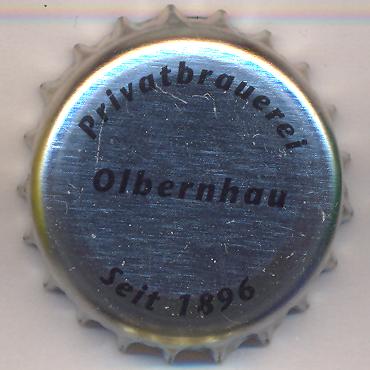 Privatbrauerei
Olbernhau
Seit 1896